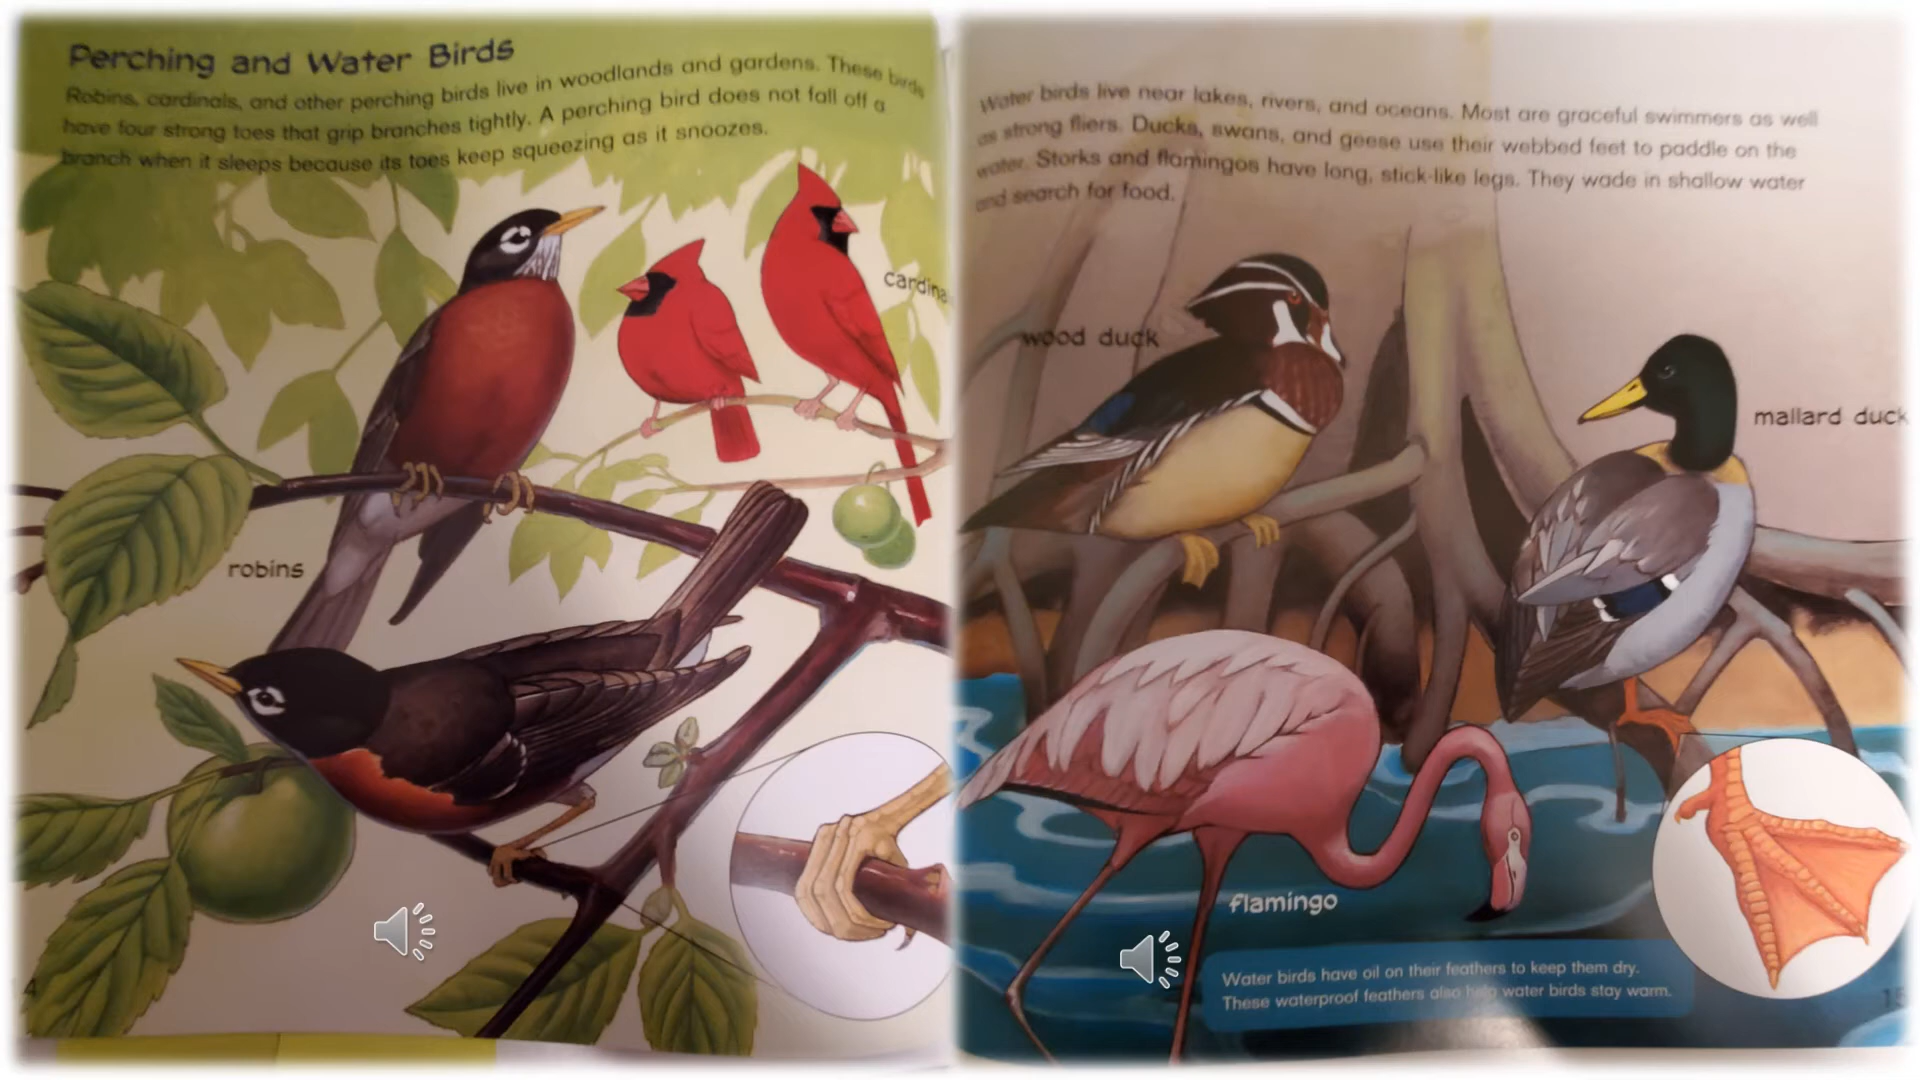 Perching and Water Birds
Robins, cardinals, and other perching birds live in woodlands and gardens. These birds
have four strong toes that grip branches tightly. A perching bird does not fall off a
branch when it sleeps because its toes keep squeezing as it snoozes.
cardina
robins
4
Water birds live near lakes, rivers, and oceans. Most are graceful swimmers as well
as strong fliers. Ducks, swans, and geese use their webbed feet to paddle on the
water. Storks and flamingos have long, stick-like legs. They wade in shallow water
and search for food.
wood duck
mallard duck
flamingo
Water birds have oil on their feathers to keep them dry.
These waterproof feathers also help water birds stay warm.
15